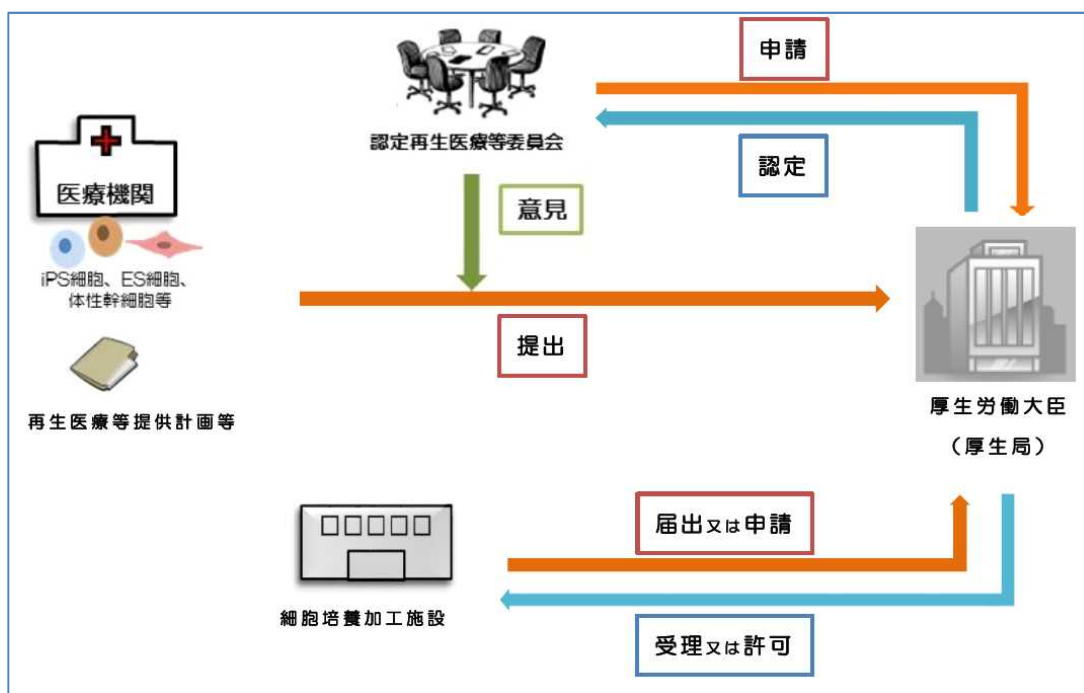 申請
認定再生医療等委員会
認定
医療機関
意見
iPS細胞、ES細胞、
体性幹細胞等
提出
再生医療等提供計画等
厚生労働大臣
（厚生局）
届出又は申請
細胞培養加工施設
受理又は許可